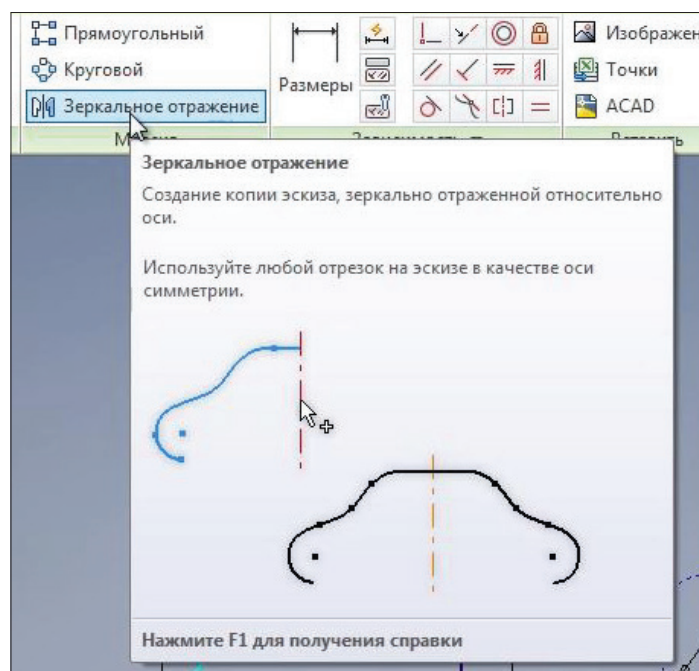 Прямоугольный
Круговой
Зеркальное отражение
Размеры
Изображен
Точки
ACAD
Зеркальное отражение
Создание копии эскиза, зеркально отраженной относительно
оси.
Используйте любой отрезок на эскизе в качестве оси
симметрии.
Нажмите F1 для получения справки